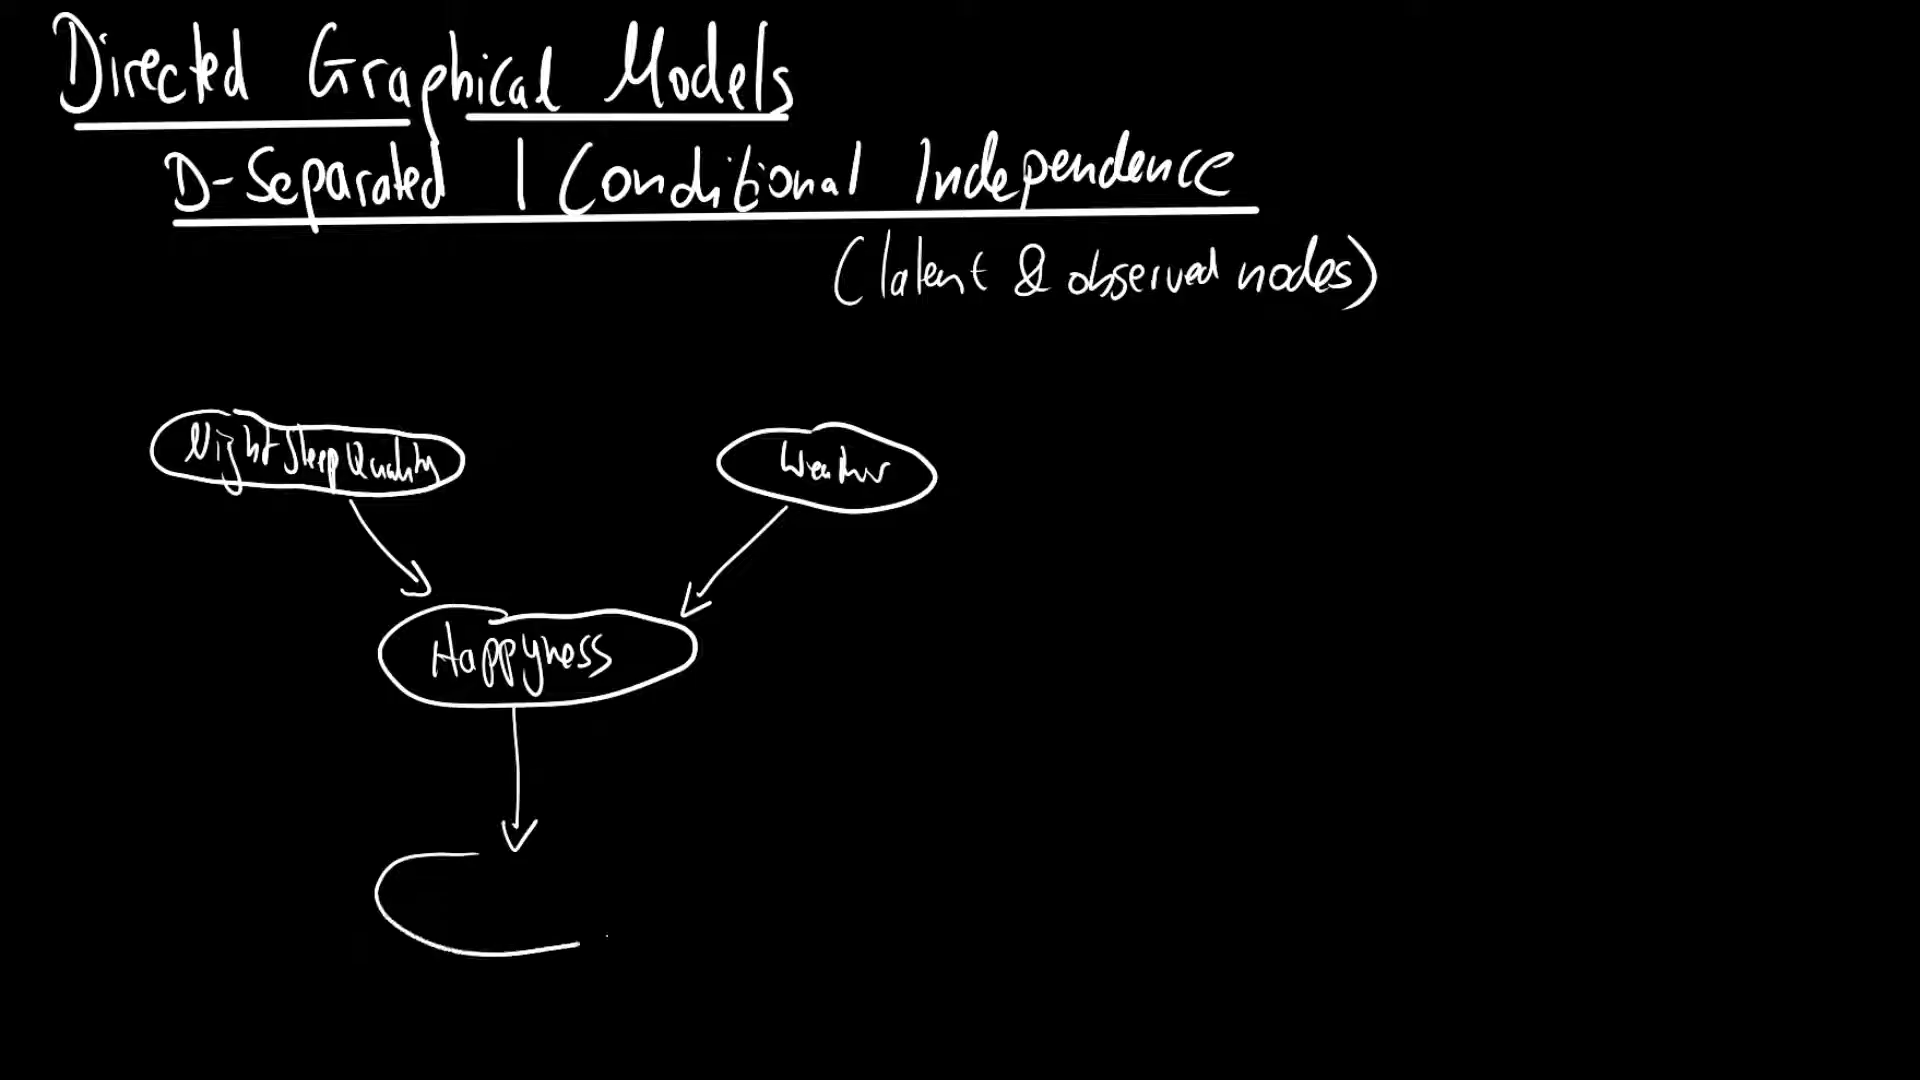 Directed Graphical Models
D-Separated | Conditional Independence
(latent & observed nodes)
Night Sleep Quality
Weather
Happyness